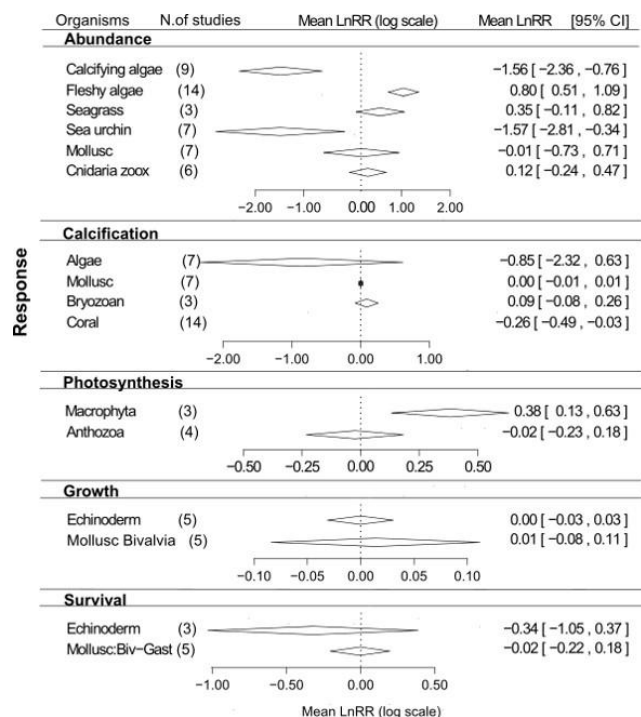 Organisms N.of studies Mean LnRR (log scale) Mean LnRR [95% CI]
Abundance
Calcifying algae (9) −1.56 [ −2.36 , −0.76 ]
Fleshy algae (14) 0.80 [ 0.51 , 1.09 ]
Seagrass (3) 0.35 [ −0.11 , 0.82 ]
Sea urchin (7) −1.57 [ −2.81 , −0.34 ]
Mollusc (7) −0.01 [ −0.73 , 0.71 ]
Cnidaria zoox (6) 0.12 [ −0.24 , 0.47 ]
−2.00 −1.00 0.00 1.00 2.00
Response
Calcification
Algae (7) −0.85 [ −2.32 , 0.63 ]
Mollusc (7) 0.00 [ −0.01 , 0.01 ]
Bryozoan (3) 0.09 [ −0.08 , 0.26 ]
Coral (14) −0.26 [ −0.49 , −0.03 ]
−2.00 −1.00 0.00 1.00
Photosynthesis
Macrophyta (3) 0.38 [ 0.13 , 0.63 ]
Anthozoa (4) −0.02 [ −0.23 , 0.18 ]
−0.50 −0.25 0.00 0.25 0.50
Growth
Echinoderm (5) 0.00 [ −0.03 , 0.03 ]
Mollusc Bivalvia (5) 0.01 [ −0.08 , 0.11 ]
−0.10 −0.05 0.00 0.05 0.10
Survival
Echinoderm (3) −0.34 [ −1.05 , 0.37 ]
Mollusc:Biv−Gast (5) −0.02 [ −0.22 , 0.18 ]
−1.00 −0.50 0.00 0.50
Mean LnRR (log scale)